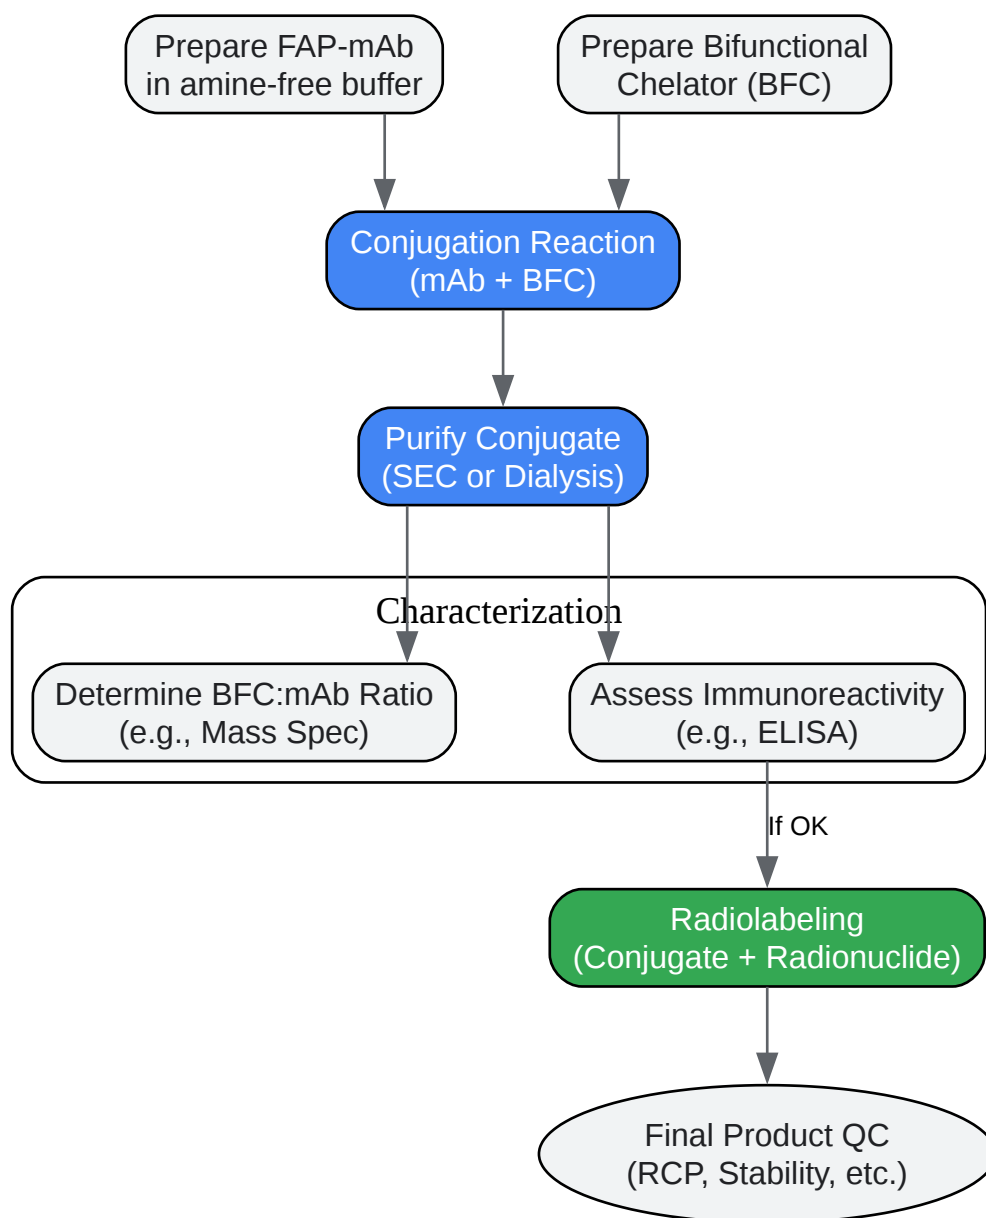 Prepare FAP-mAb
in amine-free buffer
Prepare Bifunctional
Chelator (BFC)
Conjugation Reaction
(mAb + BFC)
Purify Conjugate
(SEC or Dialysis)
Characterization
Determine BFC:mAb Ratio
(e.g., Mass Spec)
Assess Immunoreactivity
(e.g., ELISA)
If OK
Radiolabeling
(Conjugate + Radionuclide)
Final Product QC
(RCP, Stability, etc.)